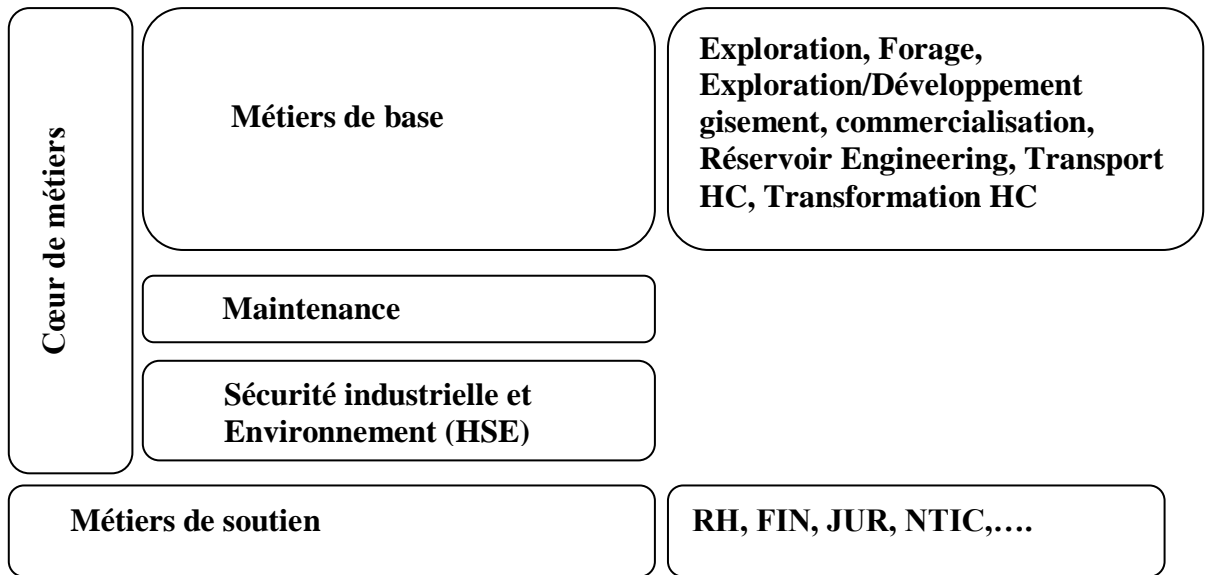 Cœur de métiers
Métiers de base
Exploration, Forage,
Exploration/Développement
gisement, commercialisation,
Réservoir Engineering, Transport
HC, Transformation HC
Maintenance
Sécurité industrielle et
Environnement (HSE)
Métiers de soutien
RH, FIN, JUR, NTIC,….